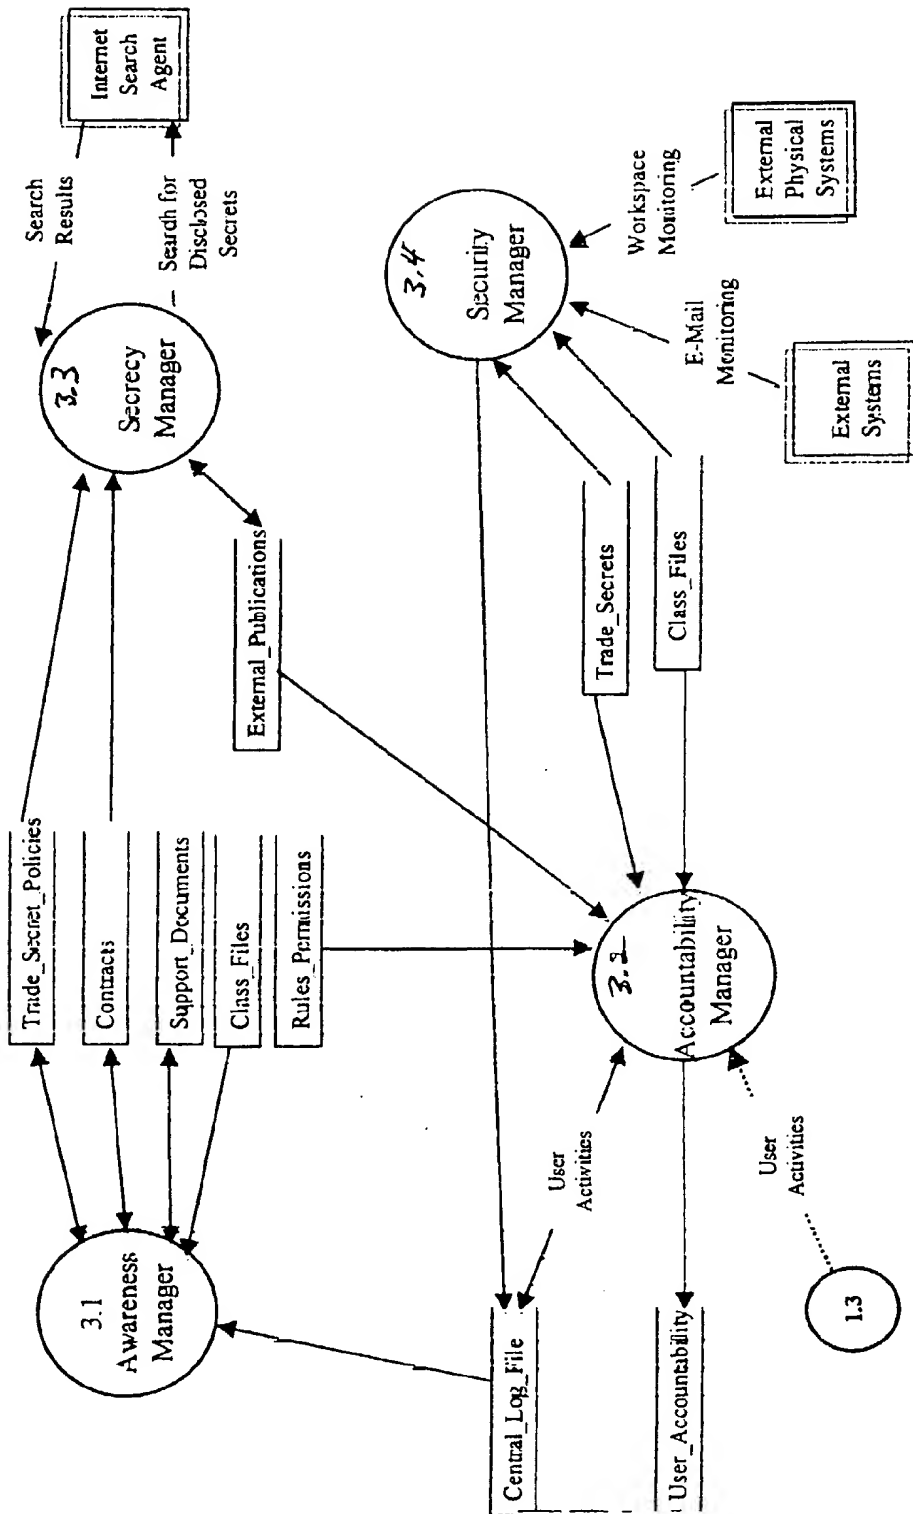 3.1
Awareness
Manager
Trade_Secret_Policies
Contracts
Support_Documents
Class_Files
Rules_Permissions
3.3
Secrecy
Manager
Search
Results
Search for
Disclosed
Secrets
Internet
Search
Agent
External_Publications
Central_Log_File
User
Activities
User_Accountability
3.2
Accountability
Manager
Trade_Secrets
Class_Files
3.4
Security
Manager
Workspace
Monitoring
E-Mail
Monitoring
External
Physical
Systems
External
Systems
User
Activities
1.3